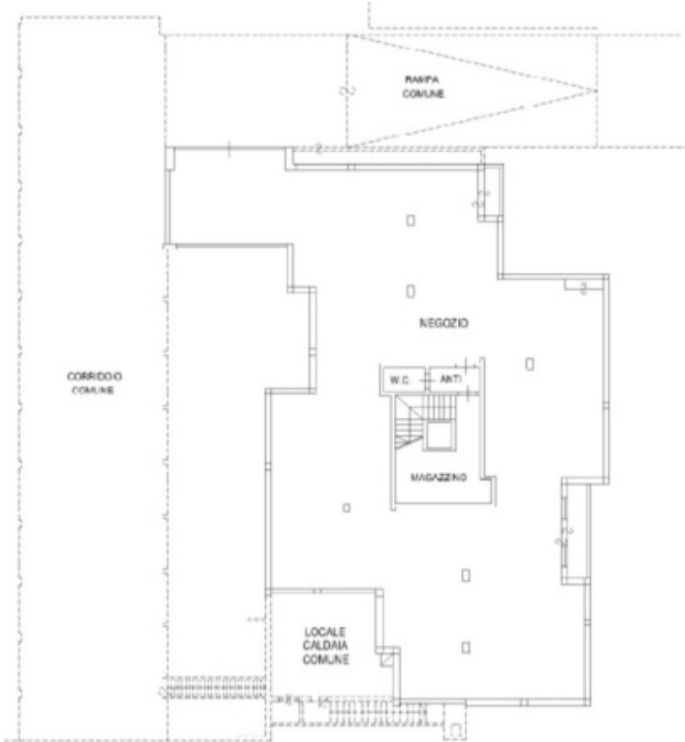 RAMPA
COMUNE
NEGOZIO
CORRIDOIO
COMUNE
W.C.
ANTI
MAGAZZINO
LOCALE
CALDAIA
COMUNE